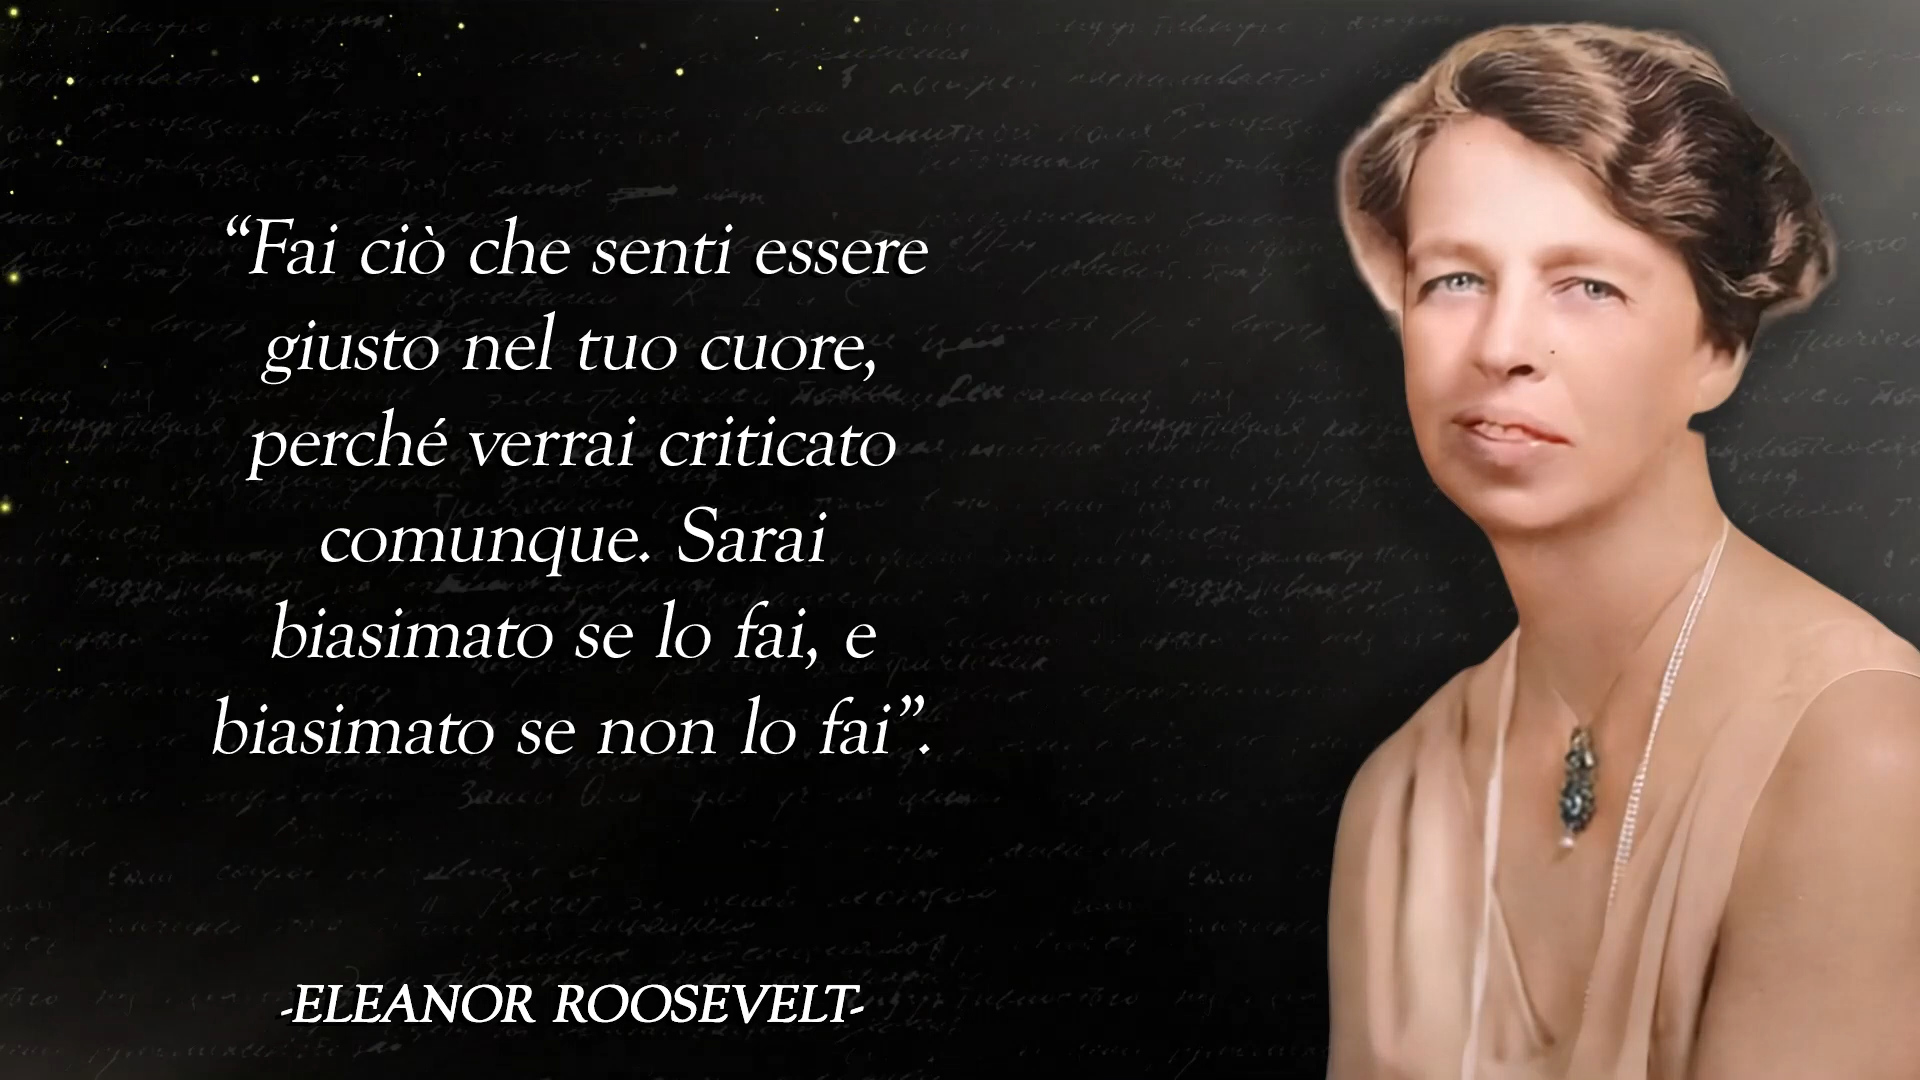 “Fai ciò che senti essere
giusto nel tuo cuore,
perché verrai criticato
comunque. Sarai
biasimato se lo fai, e
biasimato se non lo fai”.
-ELEANOR ROOSEVELT-